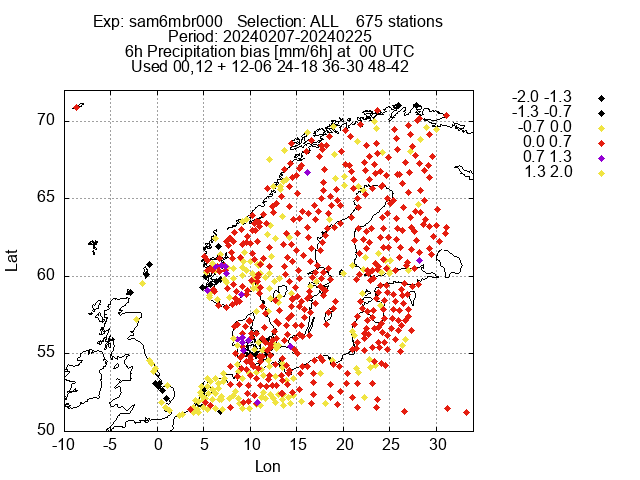 Exp: sam6mbr000 Selection: ALL 675 stations
Period: 20240207-20240225
6h Precipitation bias [mm/6h] at 00 UTC
Used 00,12 + 12-06 24-18 36-30 48-42
-2.0 -1.3
-1.3 -0.7
-0.7 0.0
0.0 0.7
0.7 1.3
1.3 2.0
70
65
60
55
50
Lat
-10 -5 0 5 10 15 20 25 30
Lon